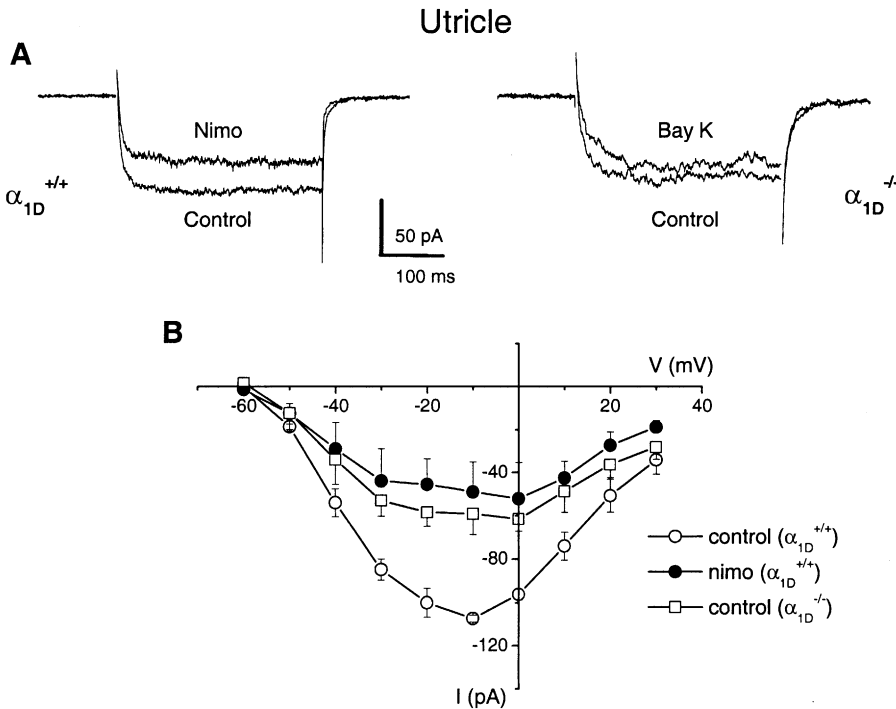 Utricle
A
Nimo
Bay K
α1D+/+
α1D-/-
Control
Control
50 pA
100 ms
B
V (mV)
-60 -40 -20 20 40
-40
-80
-120
I (pA)
control (α1D+/+)
nimo (α1D+/+)
control (α1D-/-)